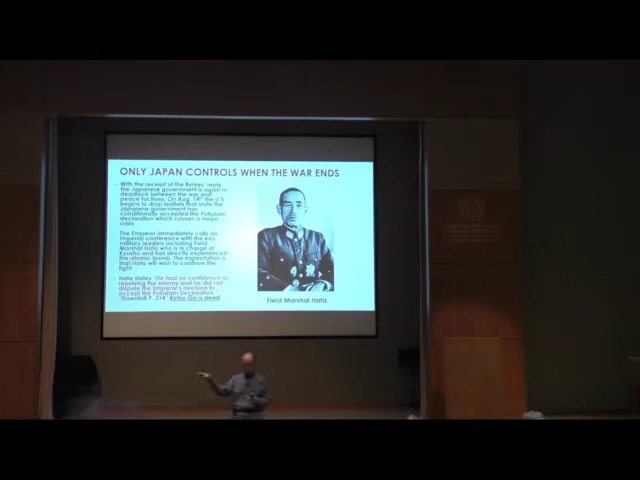 ONLY JAPAN CONTROLS WHEN THE WAR ENDS
With the receipt of the Byrnes' reply
the Japanese government is again in
deadlock between the war and
peace factions. On Aug. 14th the U.S
begins to drop leaflets that state the
Japanese government has
conditionally accepted the Potsdam
declaration which causes a major
crisis
The Emperor immediately calls an
Imperial conference with the key
military leaders including Field
Marshal Hata who is in charge of
Kyushu and has directly experienced
the atomic bomb. The expectation is
that Hata will wish to continue the
fight.
Hata states "He had no confidence in
repulsing the enemy and he did not
dispute the Emperor's decision to
accept the Potsdam Declaration
"Downfall P. 314" Ketsu-Go is dead
Field Marshal Hata